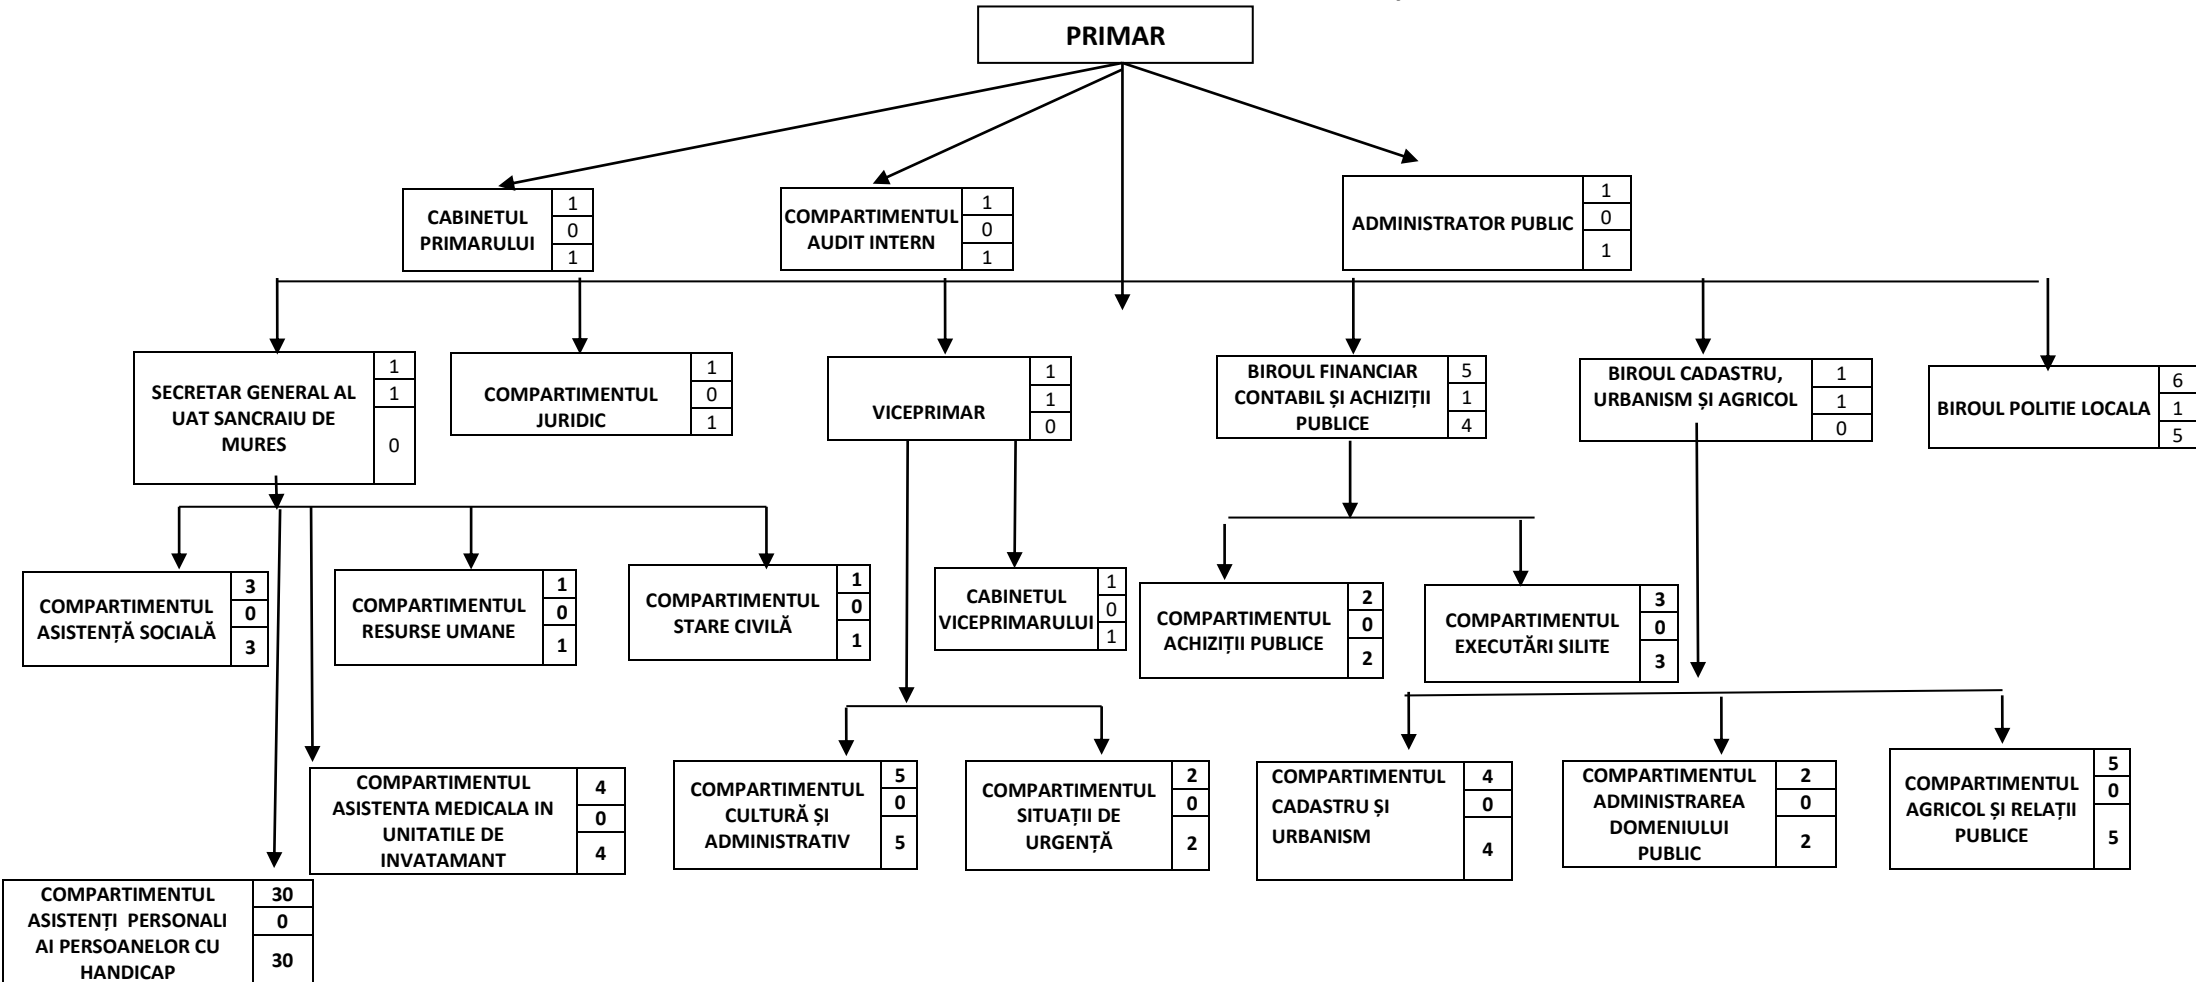 PRIMAR
CABINETUL
PRIMARULUI
1
0
1
COMPARTIMENTUL
AUDIT INTERN
1
0
1
ADMINISTRATOR PUBLIC
1
0
1
SECRETAR GENERAL AL
UAT SANCRAIU DE
MURES
1
1
0
COMPARTIMENTUL
JURIDIC
1
0
1
VICEPRIMAR
1
1
0
BIROUL FINANCIAR
CONTABIL ȘI ACHIZIȚII
PUBLICE
5
1
4
BIROUL CADASTRU,
URBANISM ȘI AGRICOL
1
1
0
BIROUL POLITIE LOCALA
6
1
5
COMPARTIMENTUL
ASISTENȚĂ SOCIALĂ
3
0
3
COMPARTIMENTUL
RESURSE UMANE
1
0
1
COMPARTIMENTUL
STARE CIVILĂ
1
0
1
CABINETUL
VICEPRIMARULUI
1
0
1
COMPARTIMENTUL
ACHIZIȚII PUBLICE
2
0
2
COMPARTIMENTUL
EXECUTĂRI SILITE
3
0
3
COMPARTIMENTUL
ASISTENTA MEDICALA IN
UNITATILE DE
INVATAMANT
4
0
4
COMPARTIMENTUL
CULTURĂ ȘI
ADMINISTRATIV
5
0
5
COMPARTIMENTUL
SITUAȚII DE
URGENȚĂ
2
0
2
COMPARTIMENTUL
CADASTRU ȘI
URBANISM
4
0
4
COMPARTIMENTUL
ADMINISTRAREA
DOMENIULUI
PUBLIC
2
0
2
COMPARTIMENTUL
AGRICOL ȘI RELAȚII
PUBLICE
5
0
5
COMPARTIMENTUL
ASISTENȚI PERSONALI
AI PERSOANELOR CU
HANDICAP
30
0
30